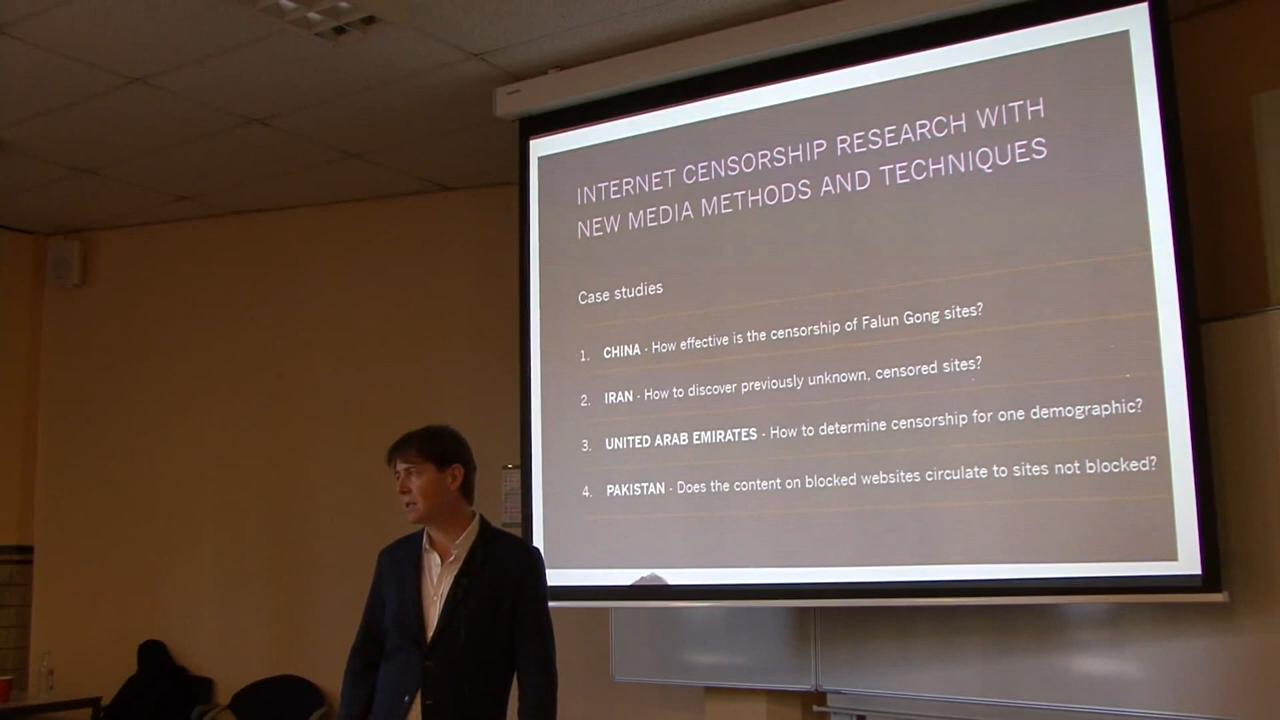 INTERNET CENSORSHIP RESEARCH WITH
NEW MEDIA METHODS AND TECHNIQUES
Case studies
1. CHINA - How effective is the censorship of Falun Gong sites?
2. IRAN - How to discover previously unknown, censored sites?
3. UNITED ARAB EMIRATES - How to determine censorship for one demographic?
4. PAKISTAN - Does the content on blocked websites circulate to sites not blocked?